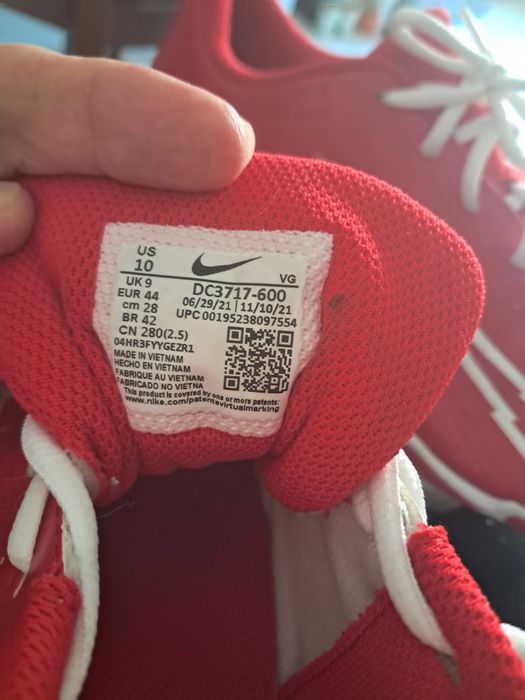 US
10
VG
UK 9
DC3717-600
EUR 44
06/29/21 | 11/10/21
cm 28
UPC 00195238097554
BR 42
CN 280(2.5)
04HR3FYYGEZR1
MADE IN VIETNAM
HECHO EN VIETNAM
FABRIQUE AU VIETNAM
FABRICADO NO VIETNAM
This product is covered by one or more patents:
www.nike.com/patentsvirtualmarking